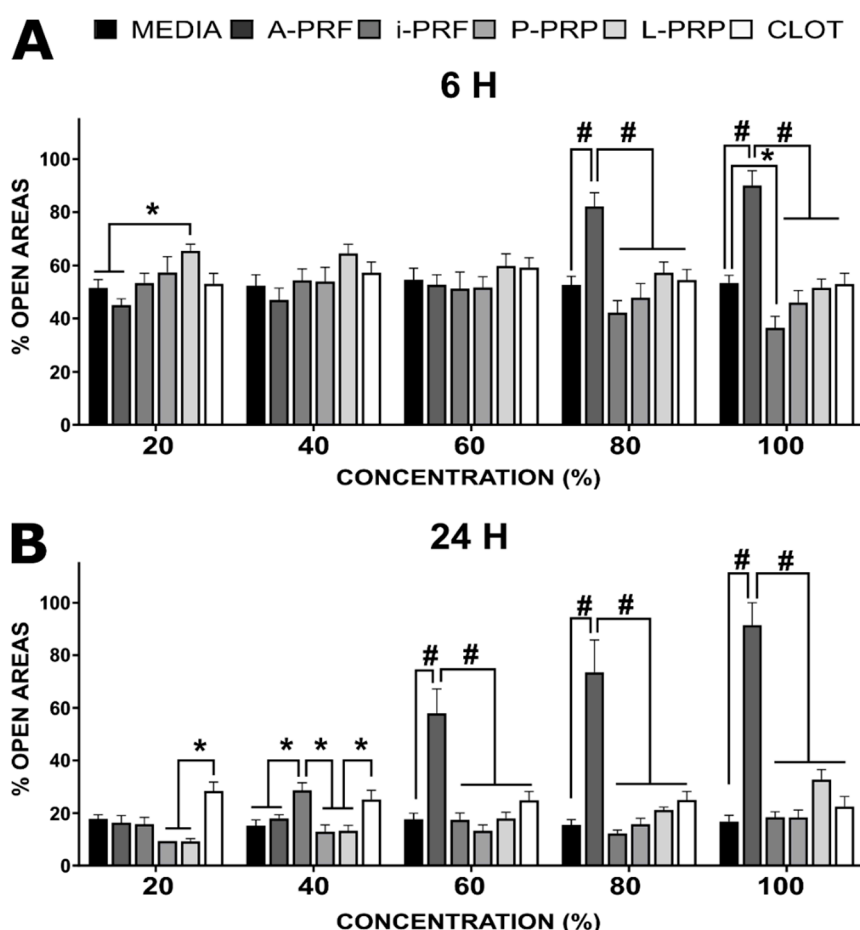 MEDIA A-PRF i-PRF P-PRP L-PRP CLOT
A
6 H
# # # * #
*
% OPEN AREAS
100
80
60
40
20
0
20 40 60 80 100
CONCENTRATION (%)
B
24 H
# #
# #
# #
* * * *
% OPEN AREAS
100
80
60
40
20
0
20 40 60 80 100
CONCENTRATION (%)